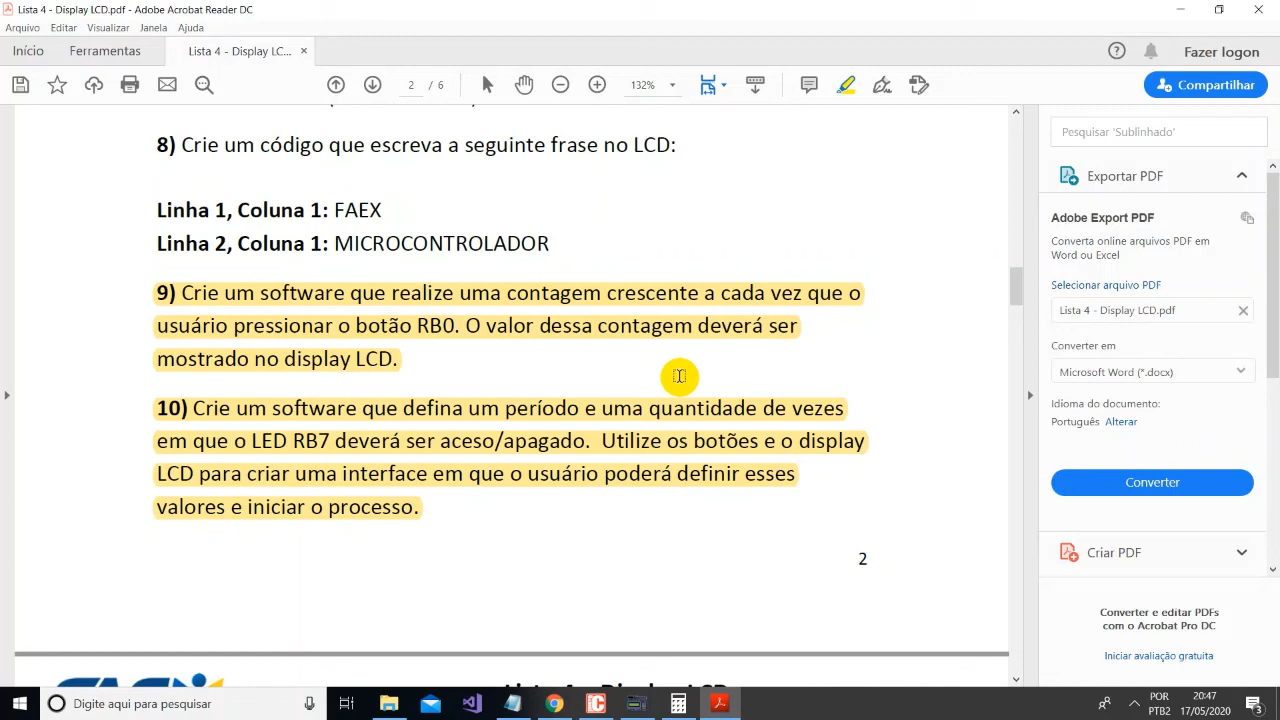 Lista 4 - Display LCD.pdf - Adobe Acrobat Reader DC
Arquivo Editar Visualizar Janela Ajuda
Início Ferramentas Lista 4 - Display LC... × Fazer logon
2 / 6 132% Compartilhar
8) Crie um código que escreva a seguinte frase no LCD:
Linha 1, Coluna 1: FAEX
Linha 2, Coluna 1: MICROCONTROLADOR
9) Crie um software que realize uma contagem crescente a cada vez que o
usuário pressionar o botão RB0. O valor dessa contagem deverá ser
mostrado no display LCD.
10) Crie um software que defina um período e uma quantidade de vezes
em que o LED RB7 deverá ser aceso/apagado. Utilize os botões e o display
LCD para criar uma interface em que o usuário poderá definir esses
valores e iniciar o processo.
2
Pesquisar 'Sublinhado'
Exportar PDF
Adobe Export PDF
Converta online arquivos PDF em
Word ou Excel
Selecionar arquivo PDF
Lista 4 - Display LCD.pdf
Converter em
Microsoft Word (*.docx)
Idioma do documento:
Português Alterar
Converter
Criar PDF
Converter e editar PDFs
com o Acrobat Pro DC
Iniciar avaliação gratuita
Digite aqui para pesquisar
POR
PTB2
20:47
17/05/2020
3